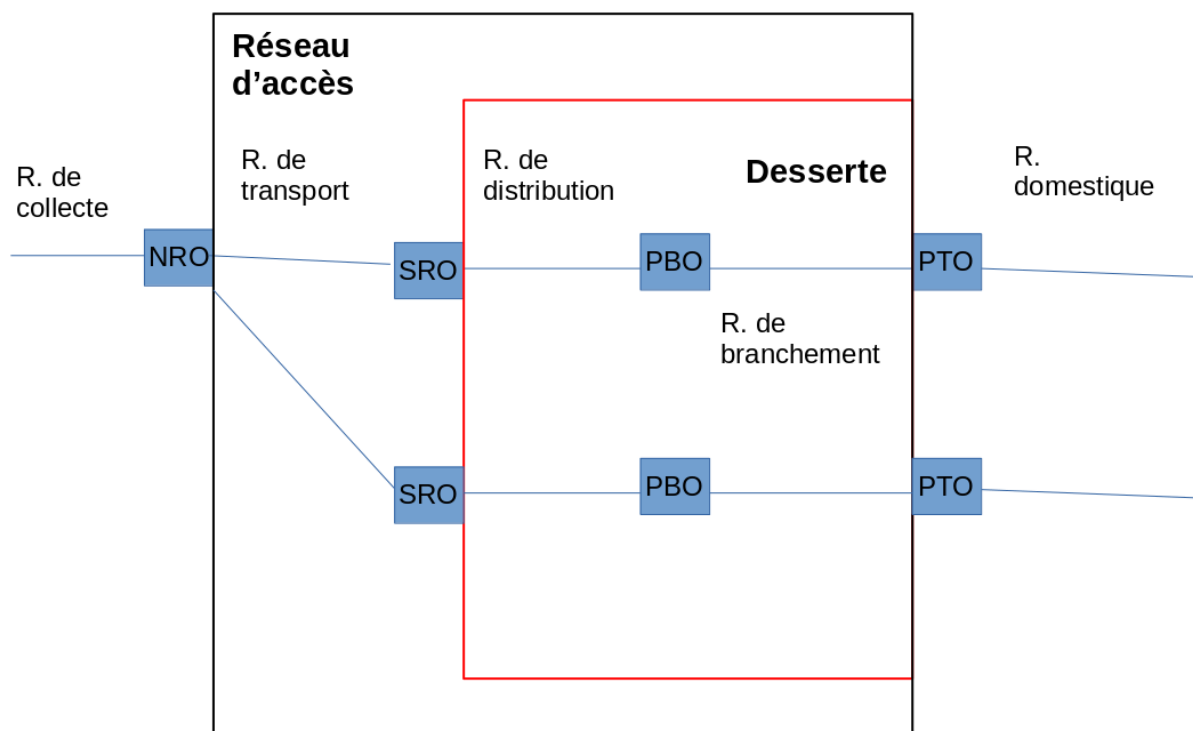 Réseau
d’accès
R. de
collecte
R. de
transport
R. de
distribution
Desserte
R.
domestique
NRO
SRO
PBO
PTO
R. de
branchement
SRO
PBO
PTO